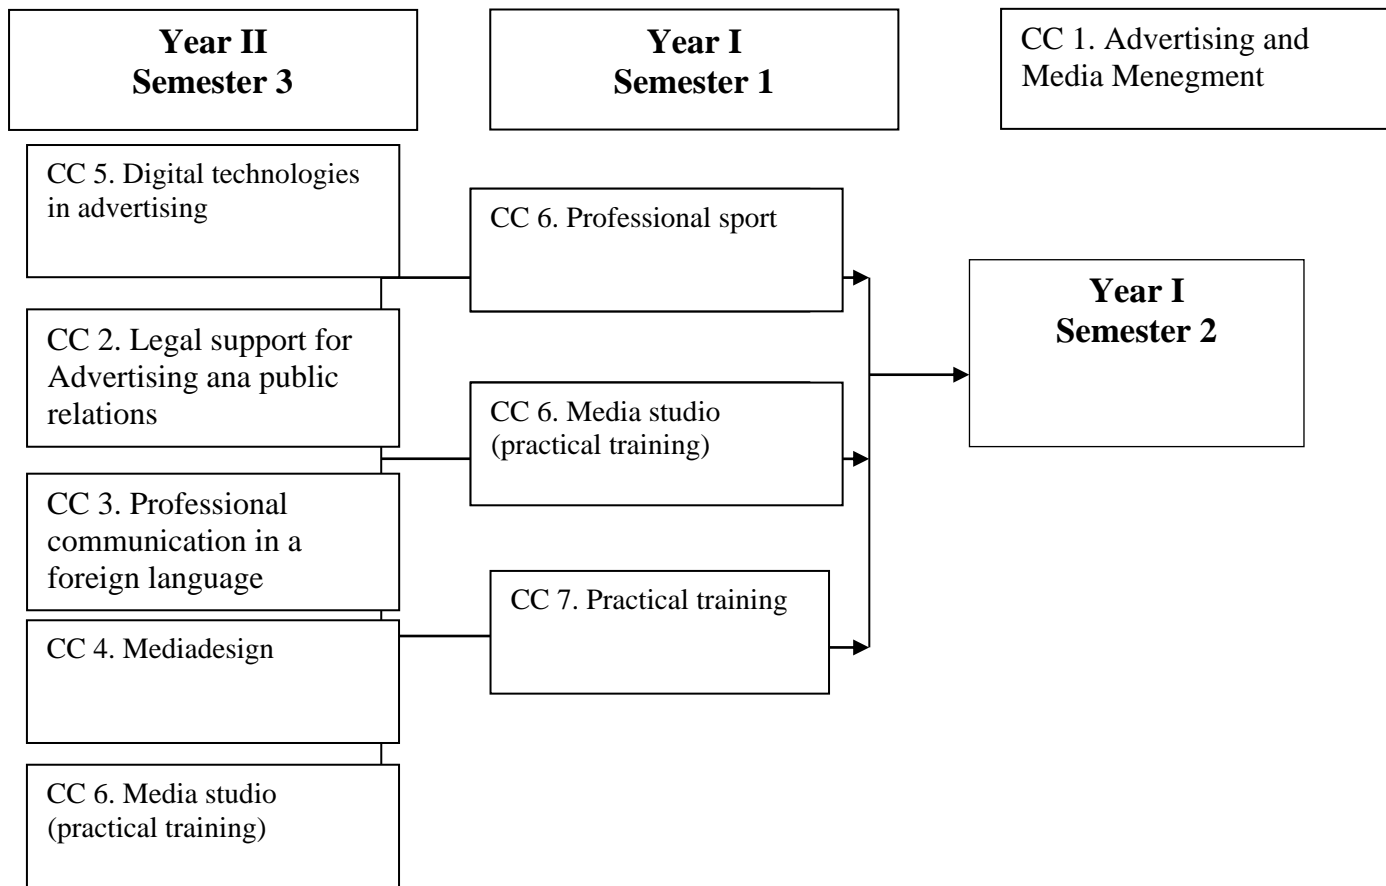 Year II
Semester 3
Year I
Semester 1
CC 1. Advertising and
Media Menegment
CC 5. Digital technologies
in advertising
CC 2. Legal support for
Advertising ana public
relations
CC 3. Professional
communication in a
foreign language
CC 4. Mediadesign
CC 6. Media studio
(practical training)
CC 6. Professional sport
CC 6. Media studio
(practical training)
CC 7. Practical training
Year I
Semester 2